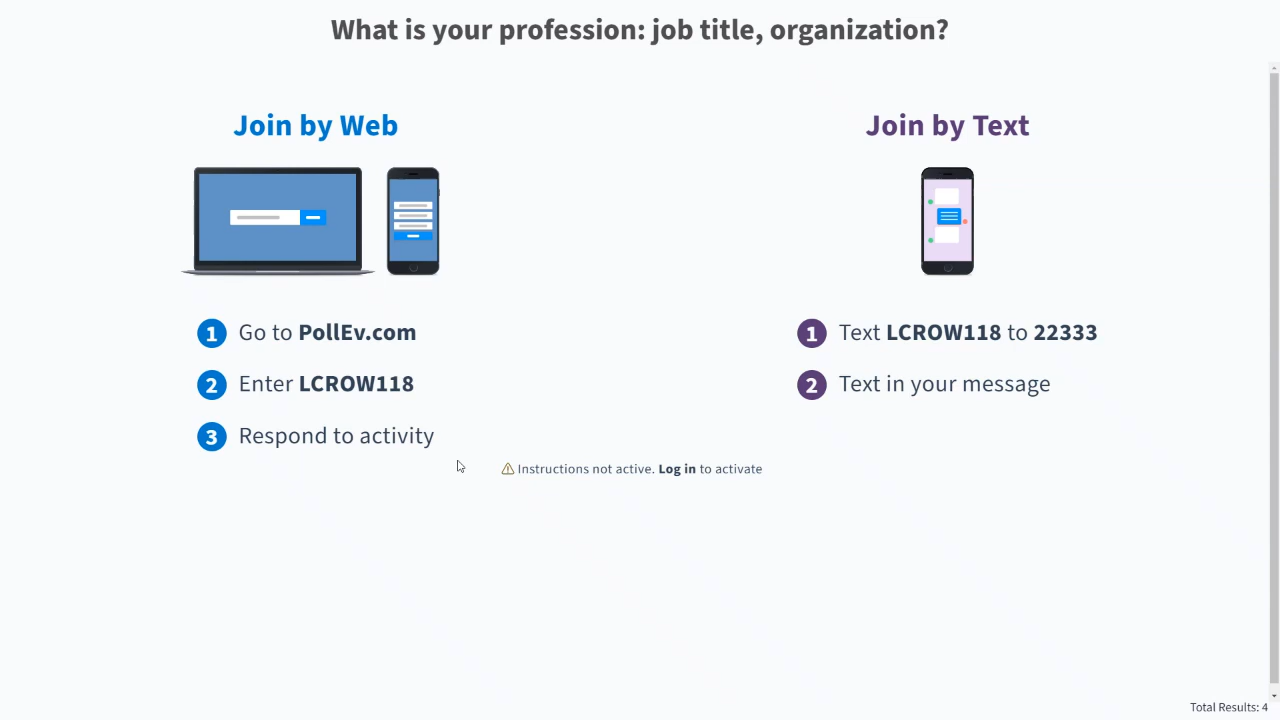 What is your profession: job title, organization?
Join by Web
1 Go to PollEv.com
2 Enter LCROW118
3 Respond to activity
Join by Text
1 Text LCROW118 to 22333
2 Text in your message
Instructions not active. Log in to activate
Total Results: 4